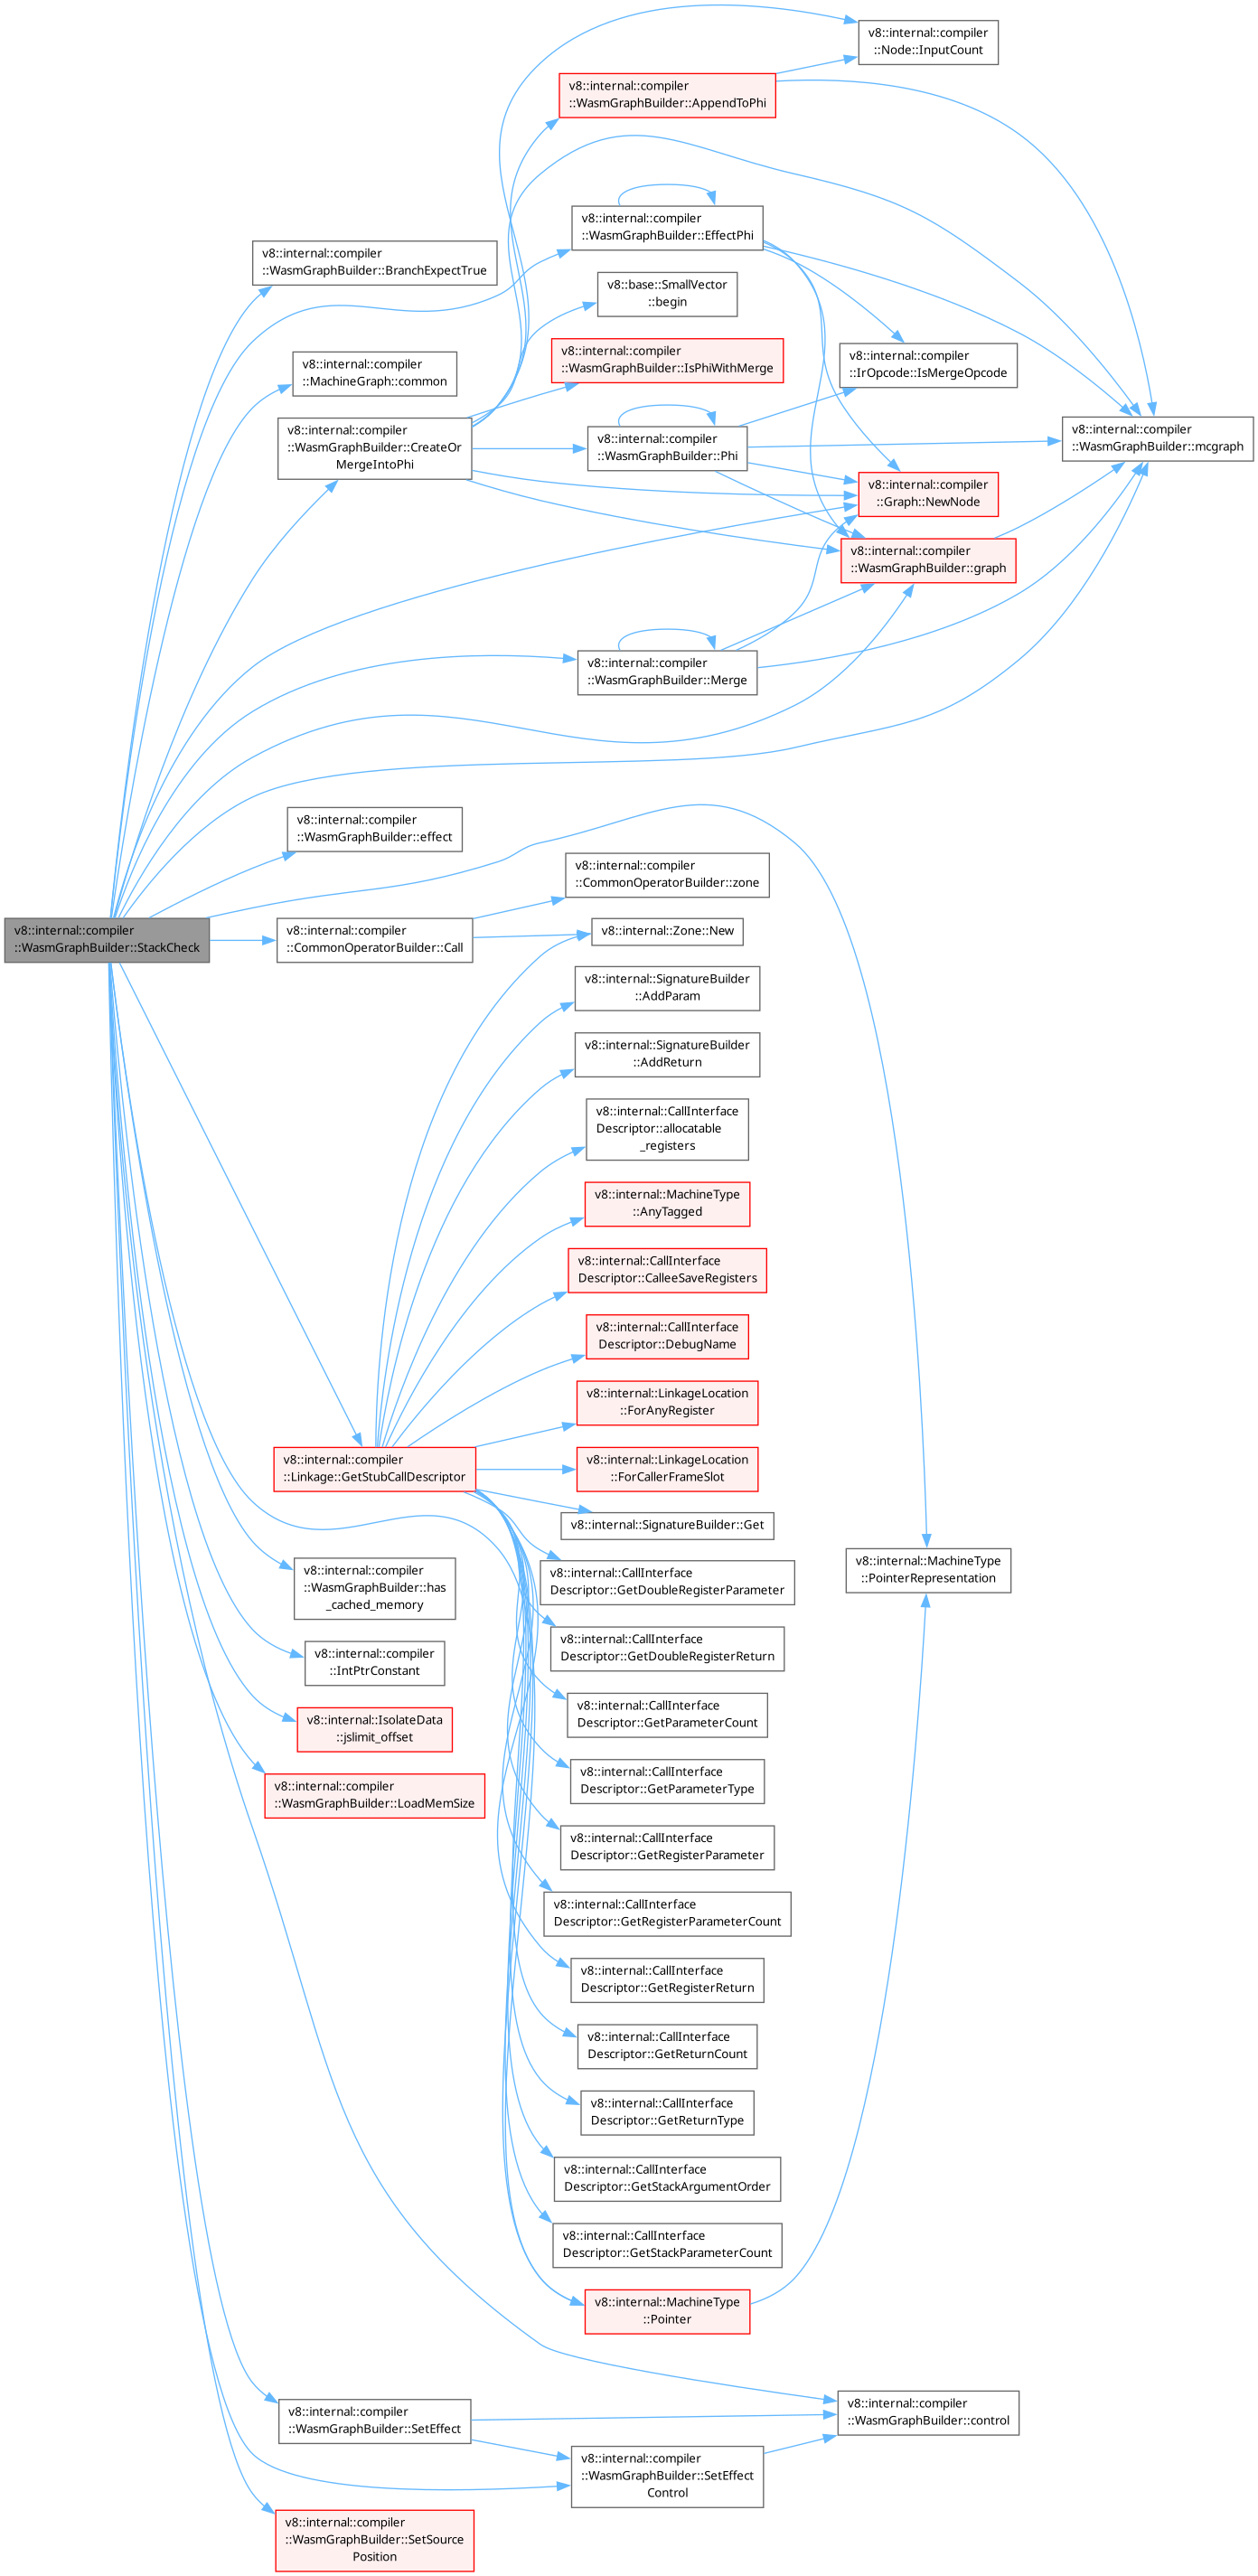 v8::internal::compiler
::Node::InputCount
v8::internal::compiler
::WasmGraphBuilder::AppendToPhi
v8::internal::compiler
::WasmGraphBuilder::EffectPhi
v8::internal::compiler
::WasmGraphBuilder::BranchExpectTrue
v8::base::SmallVector
::begin
v8::internal::compiler
::IrOpcode::IsMergeOpcode
v8::internal::compiler
::WasmGraphBuilder::IsPhiWithMerge
v8::internal::compiler
::MachineGraph::common
v8::internal::compiler
::WasmGraphBuilder::mcgraph
v8::internal::compiler
::WasmGraphBuilder::CreateOr
MergeIntoPhi
v8::internal::compiler
::WasmGraphBuilder::Phi
v8::internal::compiler
::Graph::NewNode
v8::internal::compiler
::WasmGraphBuilder::graph
v8::internal::compiler
::WasmGraphBuilder::Merge
v8::internal::compiler
::WasmGraphBuilder::effect
v8::internal::compiler
::CommonOperatorBuilder::zone
v8::internal::compiler
::WasmGraphBuilder::StackCheck
v8::internal::compiler
::CommonOperatorBuilder::Call
v8::internal::Zone::New
v8::internal::SignatureBuilder
::AddParam
v8::internal::SignatureBuilder
::AddReturn
v8::internal::CallInterface
Descriptor::allocatable
_registers
v8::internal::MachineType
::AnyTagged
v8::internal::CallInterface
Descriptor::CalleeSaveRegisters
v8::internal::CallInterface
Descriptor::DebugName
v8::internal::LinkageLocation
::ForAnyRegister
v8::internal::compiler
::Linkage::GetStubCallDescriptor
v8::internal::LinkageLocation
::ForCallerFrameSlot
v8::internal::SignatureBuilder::Get
v8::internal::MachineType
::PointerRepresentation
v8::internal::compiler
::WasmGraphBuilder::has
_cached_memory
v8::internal::CallInterface
Descriptor::GetDoubleRegisterParameter
v8::internal::CallInterface
Descriptor::GetDoubleRegisterReturn
v8::internal::compiler
::IntPtrConstant
v8::internal::CallInterface
Descriptor::GetParameterCount
v8::internal::IsolateData
::jslimit_offset
v8::internal::CallInterface
Descriptor::GetParameterType
v8::internal::compiler
::WasmGraphBuilder::LoadMemSize
v8::internal::CallInterface
Descriptor::GetRegisterParameter
v8::internal::CallInterface
Descriptor::GetRegisterParameterCount
v8::internal::CallInterface
Descriptor::GetRegisterReturn
v8::internal::CallInterface
Descriptor::GetReturnCount
v8::internal::CallInterface
Descriptor::GetReturnType
v8::internal::CallInterface
Descriptor::GetStackArgumentOrder
v8::internal::CallInterface
Descriptor::GetStackParameterCount
v8::internal::MachineType
::Pointer
v8::internal::compiler
::WasmGraphBuilder::control
v8::internal::compiler
::WasmGraphBuilder::SetEffect
v8::internal::compiler
::WasmGraphBuilder::SetEffect
Control
v8::internal::compiler
::WasmGraphBuilder::SetSource
Position